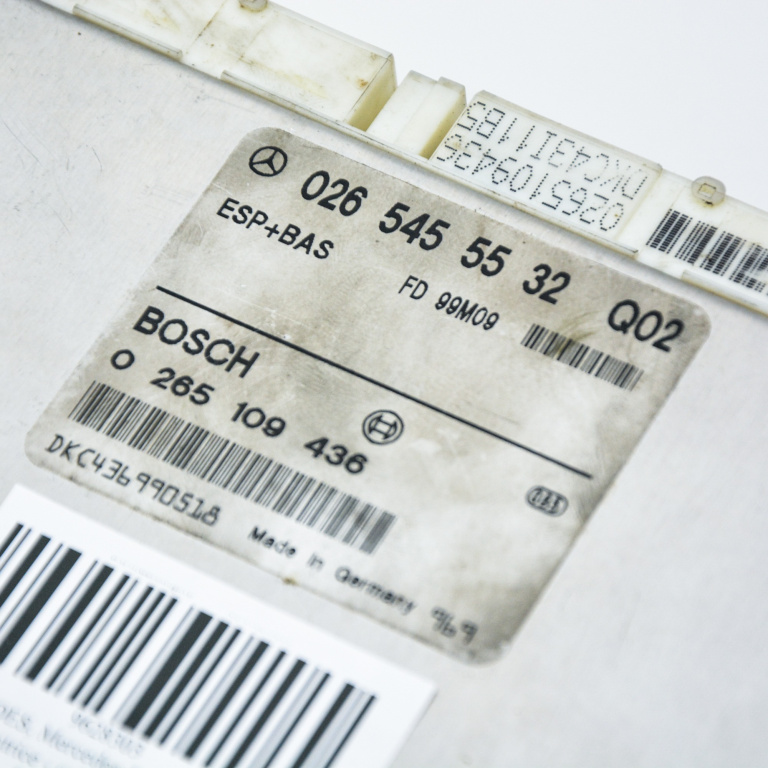 DKC43I11B5
0265109436
026 545 55 32 Q02
ESP+BAS
FD 99M09
BOSCH
0 265 109 436
DKC436990518
Made in Germany